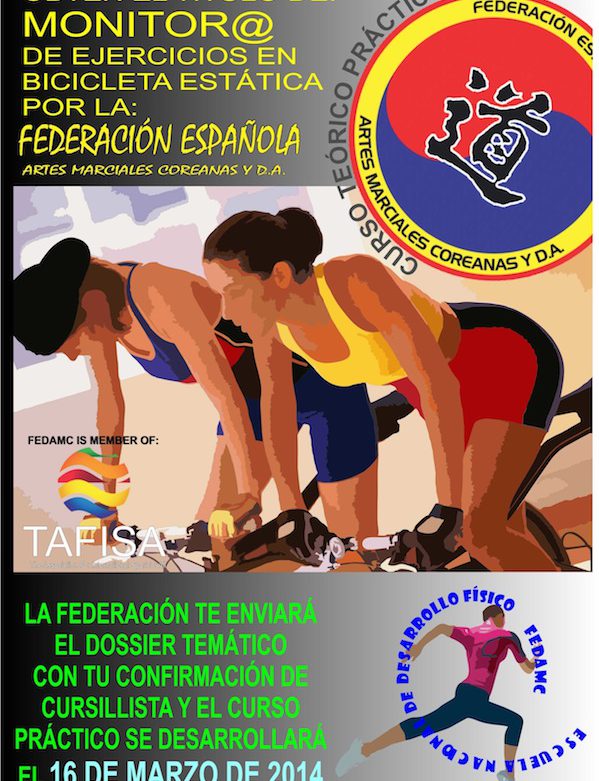 MONITOR@
DE EJERCICIOS EN
BICICLETA ESTÁTICA
POR LA:
FEDERACIÓN ESPAÑOLA
ARTES MARCIALES COREANAS Y D.A.
CURSO TEÓRICO PRÁCTIC
FEDERACIÓN ES
ARTES MARCIALES COREANAS Y D.A.
道
FEDAMC IS MEMBER OF:
TAFISA
LA FEDERACIÓN TE ENVIARÁ
EL DOSSIER TEMÁTICO
CON TU CONFIRMACIÓN DE
CURSILLISTA Y EL CURSO
PRÁCTICO SE DESARROLLARÁ
EL 16 DE MARZO DE 2014
ESCUELA NACIONAL DE DESARROLLO FÍSICO FEDAMC